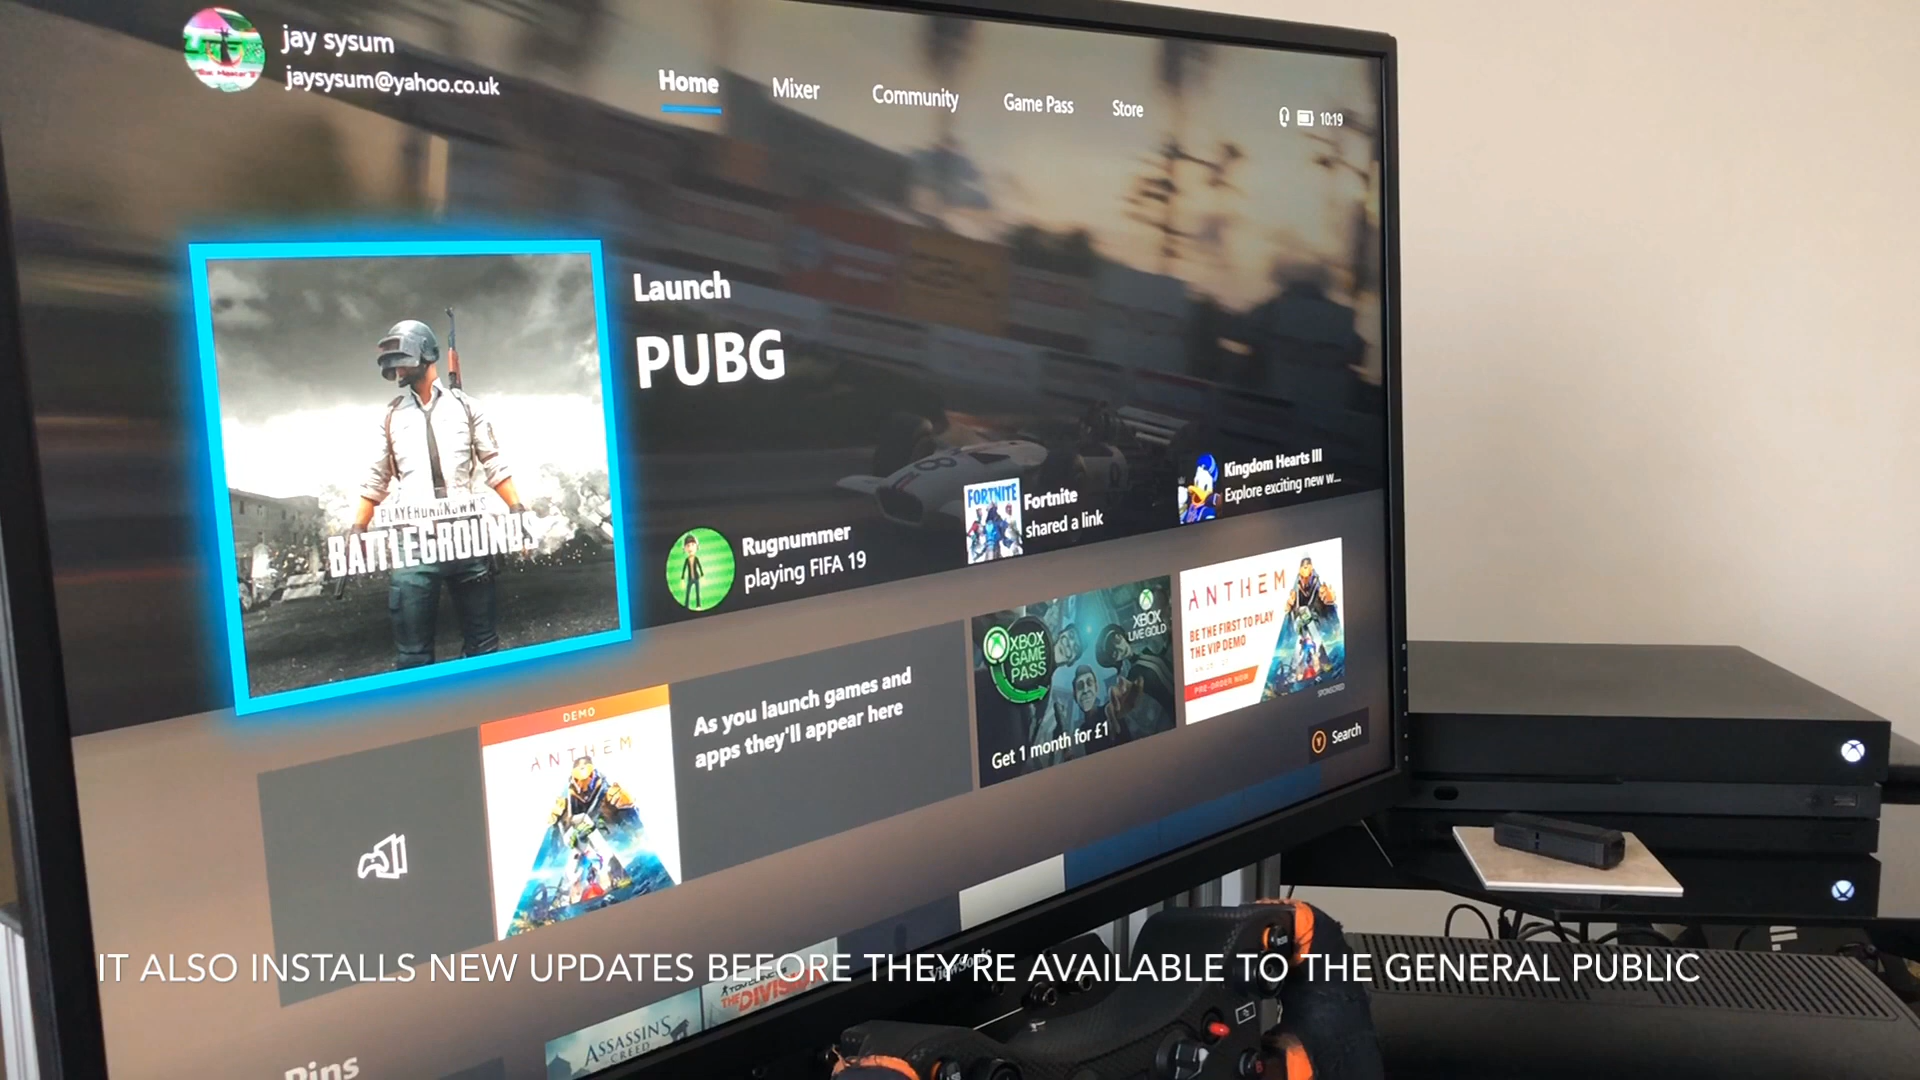 jay sysum
jaysysum@yahoo.co.uk
Home
Mixer
Community
Game Pass
Store
10:19
Launch
PUBG
PLAYERUNKNOWN'S
BATTLEGROUNDS
Rugnummer
playing FIFA 19
FORTNITE
Fortnite
shared a link
Kingdom Hearts III
Explore exciting new w...
DEMO
ANTHEM
As you launch games and
apps they'll appear here
XBOX
GAME
PASS
XBOX
LIVE GOLD
Get 1 month for £1
ANTHEM
BE THE FIRST TO PLAY
THE VIP DEMO
PRE-ORDER NOW
SPONSORED
Y
Search
IT ALSO INSTALLS NEW UPDATES BEFORE THEY'RE AVAILABLE TO THE GENERAL PUBLIC
ViewSonic
TOM CLANCY'S
THE DIVISION
ASSASSIN'S
CREED
Pins